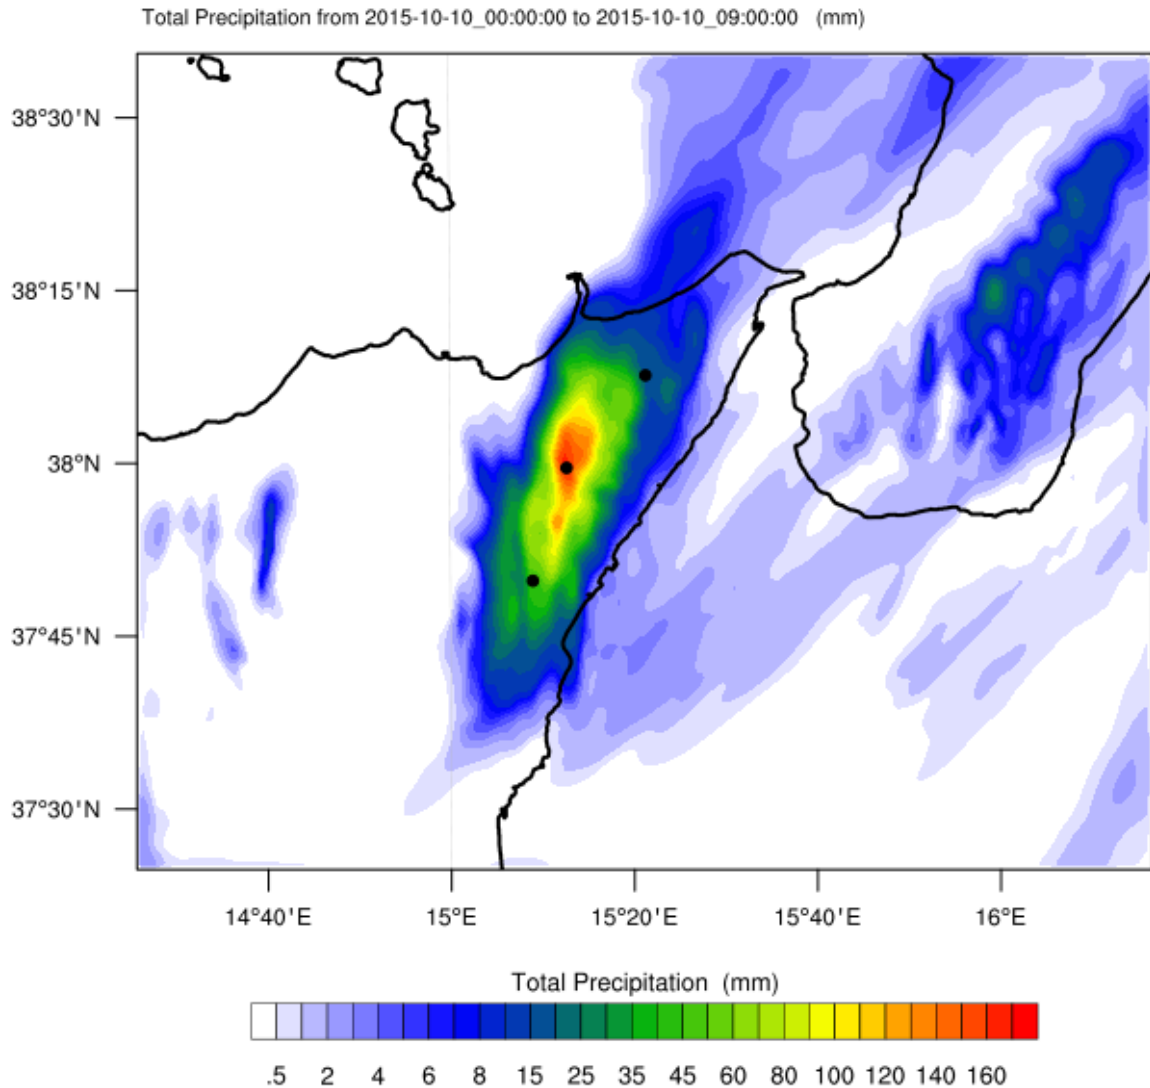 Total Precipitation from 2015-10-10_00:00:00 to 2015-10-10_09:00:00 (mm)
38°30'N
38°15'N
38°N
37°45'N
37°30'N
14°40'E 15°E 15°20'E 15°40'E 16°E
Total Precipitation (mm)
.5 2 4 6 8 15 25 35 45 60 80 100 120 140 160